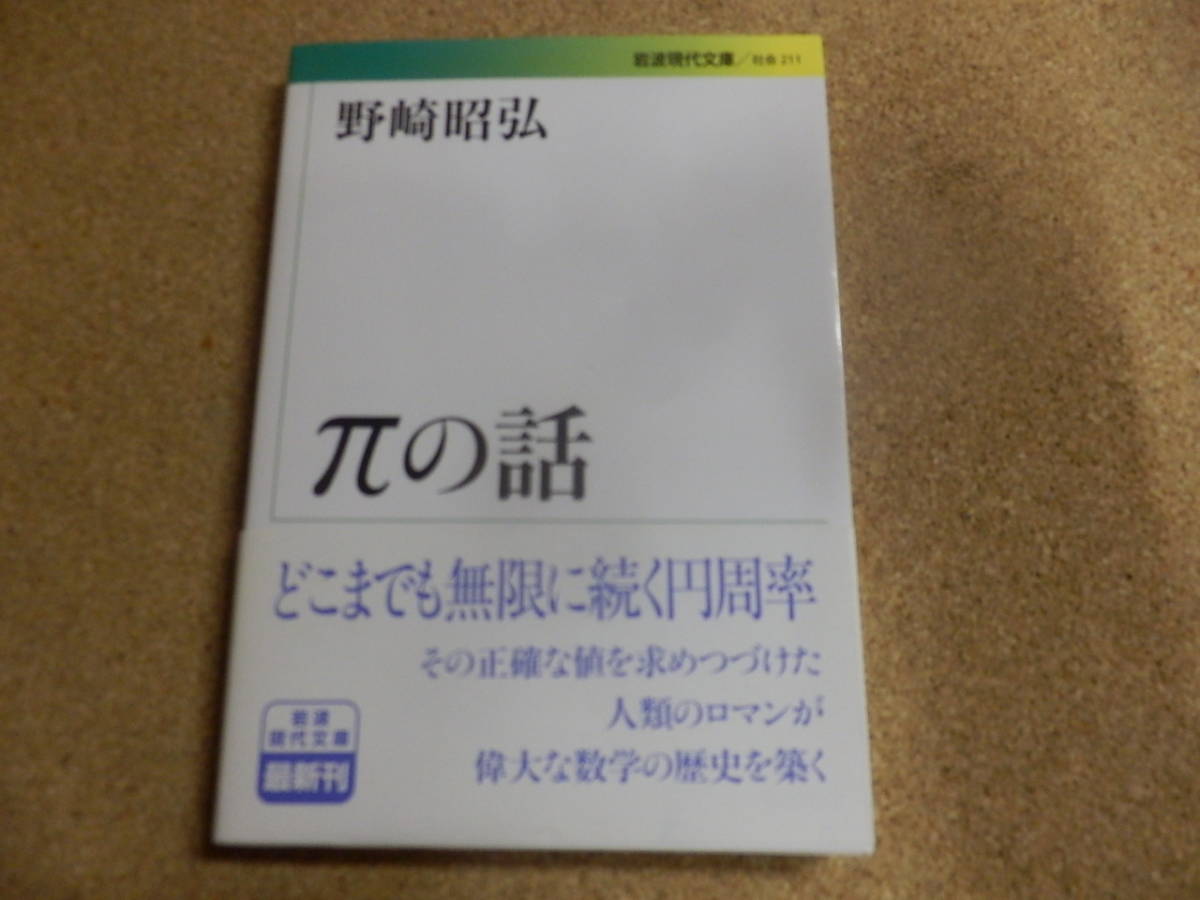 岩波現代文庫/社会 211
野崎昭弘
πの話
どこまでも無限に続く円周率
その正確な値を求めつづけた
人類のロマンが
偉大な数学の歴史を築く
岩波
現代文庫
最新刊